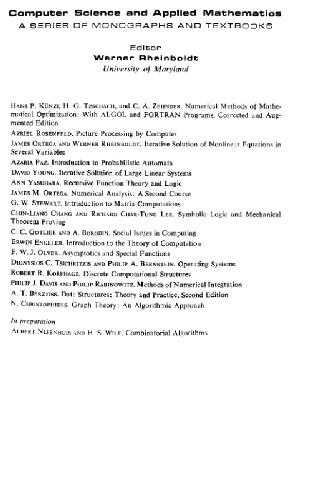 Computer Science and Applied Mathematics
A SERIES OF MONOGRAPHS AND TEXTBOOKS
Editor
Werner Rheinboldt
University of Maryland
HANS P. KÜNZI, H. G. TZSCHACH, and C. A. ZEHNDER. Numerical Methods of Mathe-
matical Optimization: With ALGOL and FORTRAN Programs, Corrected and Aug-
mented Edition
AZRIEL ROSENFELD. Picture Processing by Computer
JAMES ORTEGA AND WERNER RHEINBOLDT. Iterative Solution of Nonlinear Equations in
Several Variables
AZARIA PAZ. Introduction to Probabilistic Automata
DAVID YOUNG. Iterative Solution of Large Linear Systems
ANN YASUHARA. Recursive Function Theory and Logic
JAMES M. ORTEGA. Numerical Analysis: A Second Course
G. W. STEWART. Introduction to Matrix Computations
CHIN-LIANG CHANG AND RICHARD CHAR-TUNG LEE. Symbolic Logic and Mechanical
Theorem Proving
C. C. GOTLIEB AND A. BORODIN. Social Issues in Computing
ERWIN ENGELER. Introduction to the Theory of Computation
F. W. J. OLVER. Asymptotics and Special Functions
DIONYSIOS C. TSICHRITZIS AND PHILIP A. BERNSTEIN. Operating Systems
ROBERT R. KORFHAGE. Discrete Computational Structures
PHILIP J. DAVIS AND PHILIP RABINOWITZ. Methods of Numerical Integration
A. T. BERZTISS. Data Structures: Theory and Practice, Second Edition
N. CHRISTOPHIDES. Graph Theory: An Algorithmic Approach
In preparation
ALBERT NIJENHUIS AND H. S. WILF. Combinatorial Algorithms